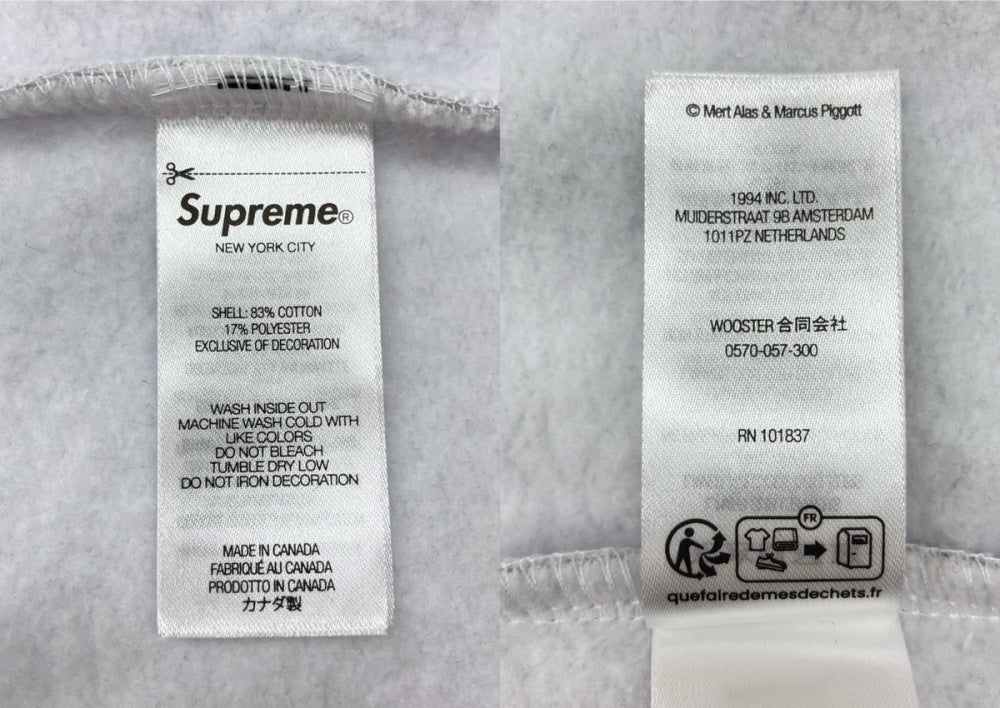 Supreme®
NEW YORK CITY
SHELL: 83% COTTON
17% POLYESTER
EXCLUSIVE OF DECORATION
WASH INSIDE OUT
MACHINE WASH COLD WITH
LIKE COLORS
DO NOT BLEACH
TUMBLE DRY LOW
DO NOT IRON DECORATION
MADE IN CANADA
FABRIQUÉ AU CANADA
PRODOTTO IN CANADA
カナダ製
© Mert Alas & Marcus Piggott
1994 INC. LTD.
MUIDERSTRAAT 9B AMSTERDAM
1011PZ NETHERLANDS
WOOSTER 合同会社
0570-057-300
RN 101837
FR
quefairedemesdechets.fr